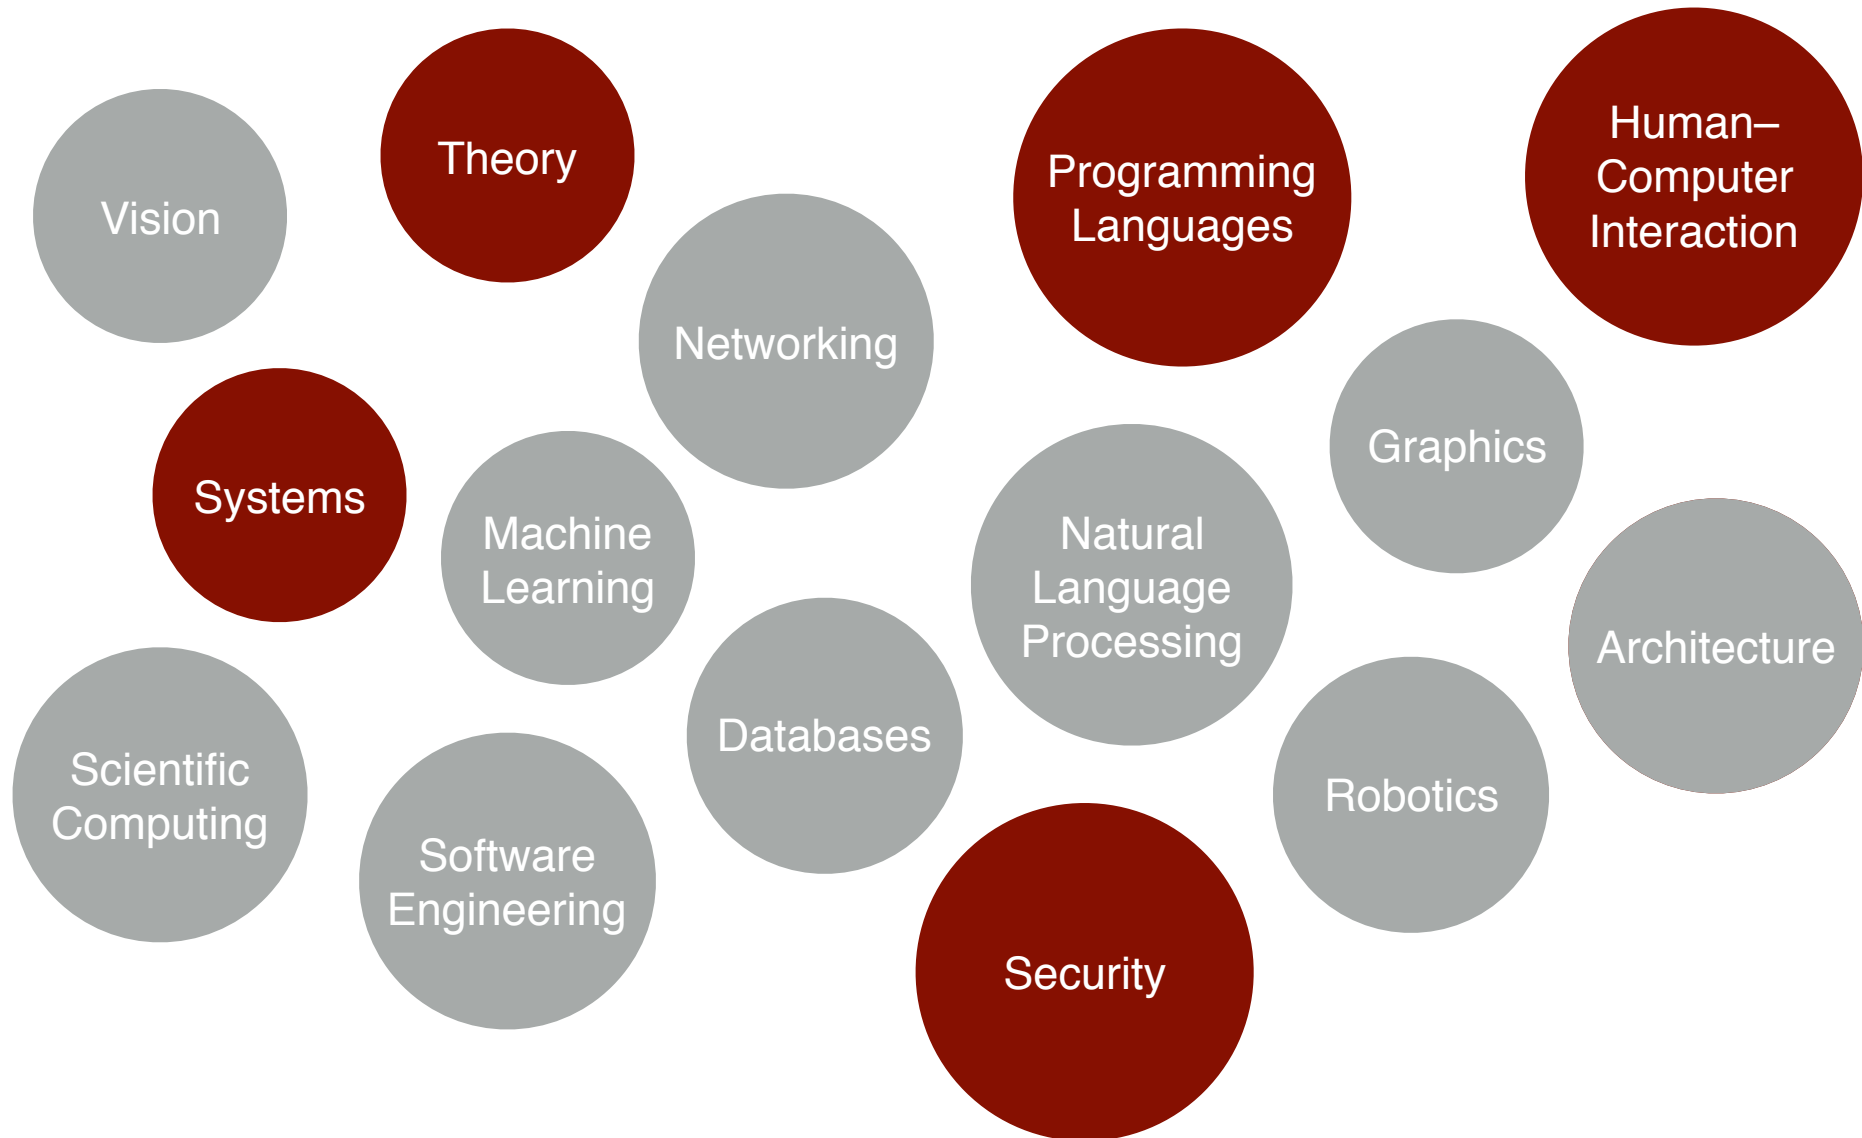 Vision
Theory
Programming
Languages
Human–
Computer
Interaction
Networking
Graphics
Systems
Machine
Learning
Natural
Language
Processing
Architecture
Scientific
Computing
Software
Engineering
Databases
Robotics
Security